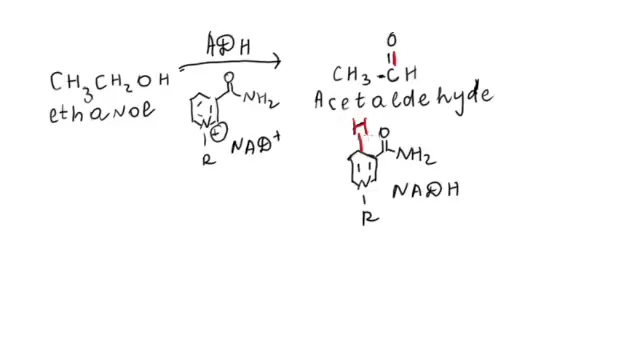 ADH
CH3CH2OH
ethanol
O
NH2
N
+
R
NAD+
O
CH3-CH
Acetaldehyde
H
O
NH2
N
R
NADH